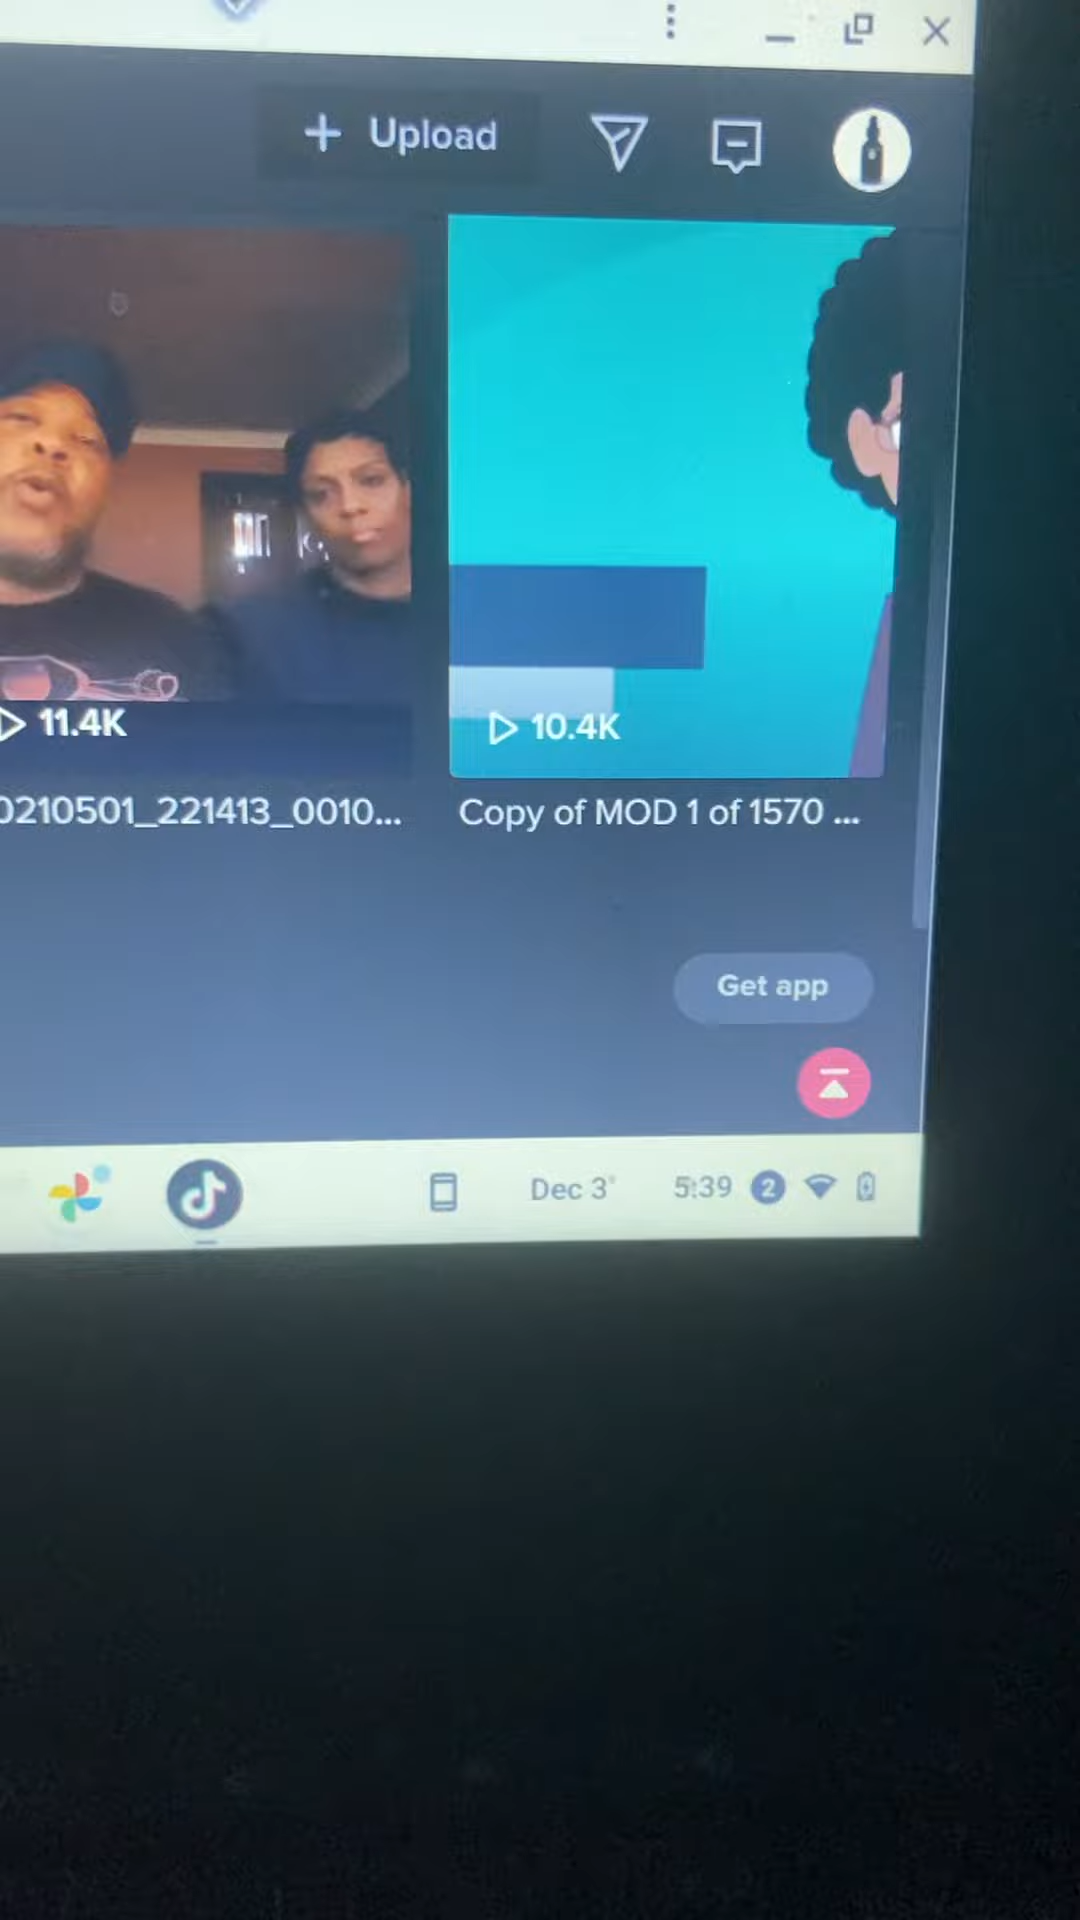 + Upload
11.4K
10.4K
0210501_221413_0010...
Copy of MOD 1 of 1570 ...
Get app
Dec 3
5:39
2